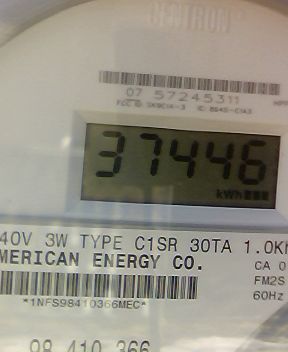 CENTRON
07 57245311
37446
kWh
40V 3W TYPE C1SR 30TA 1.0K
MERICAN ENERGY CO.
CA 0
FM2S
60Hz
*1NFS98410366MEC*
98 410 366